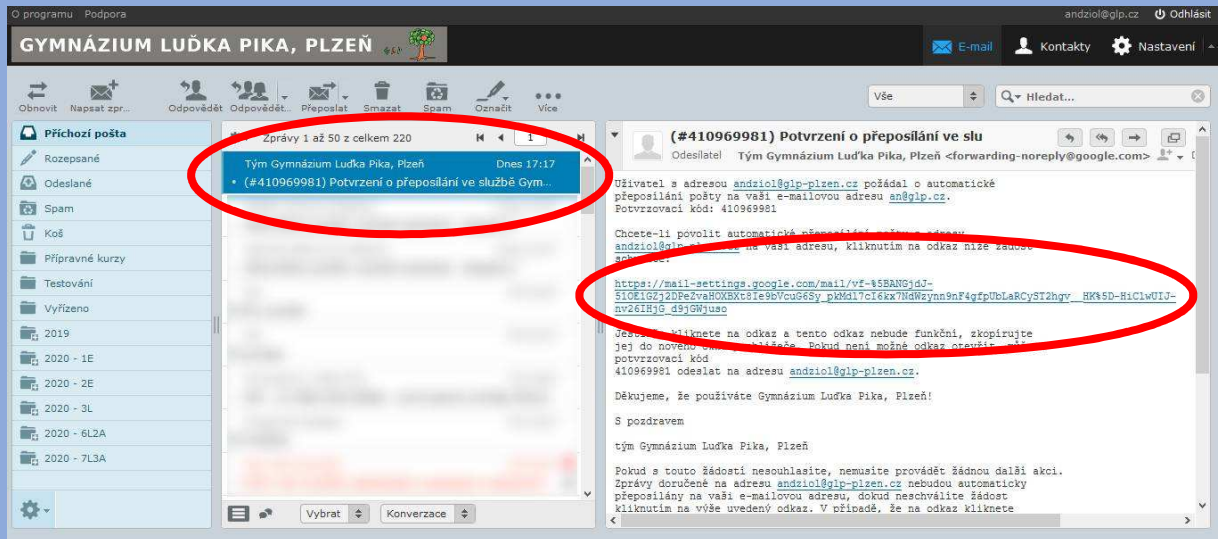 O programu Podpora
andziol@glp.cz Odhlásit
GYMNÁZIUM LUĎKA PIKA, PLZEŇ
E-mail Kontakty Nastavení
Obnovit Napsat zpr... Odpovědět Odpovědět... Přeposlat Smazat Spam Označit Více
Vše Hledat...
Příchozí pošta
Rozepsané
Odeslané
Spam
Koš
Přípravné kurzy
Testování
Vyřízeno
2019
2020 - 1E
2020 - 2E
2020 - 3L
2020 - 6L2A
2020 - 7L3A
Zprávy 1 až 50 z celkem 220 1
Tým Gymnázium Luďka Pika, Plzeň Dnes 17:17
• (#410969981) Potvrzení o přeposílání ve službě Gym...
Vybrat Konverzace
(#410969981) Potvrzení o přeposílání ve slu
Odesílatel Tým Gymnázium Luďka Pika, Plzeň <forwarding-noreply@google.com>
Uživatel s adresou andziol@glp-plzen.cz požádal o automatické
přeposílání pošty na vaši e-mailovou adresu an@glp.cz.
Potvrzovací kód: 410969981
Chcete-li povolit automatické přeposílání pošty z adresy
andziol@glp-plzen.cz na vaši adresu, kliknutím na odkaz níže žádost
schvalte:
https://mail-settings.google.com/mail/vf-%5BANGjdJ-
51OE1GZj2DPeZvaHOXBXt8Ie9bVcuG6Sy_pkMdl7cI6kx7NdWzynn9nF4gfpUbLaRCyST2hgv__HK%5D-HiClwUIJ-
nv26IHjG_d9jGWjuso
Jestliže kliknete na odkaz a tento odkaz nebude funkční, zkopírujte
jej do nového okna prohlížeče. Pokud není možné odkaz otevřít, můžete
potvrzovací kód
410969981 odeslat na adresu andziol@glp-plzen.cz.
Děkujeme, že používáte Gymnázium Luďka Pika, Plzeň!
S pozdravem
tým Gymnázium Luďka Pika, Plzeň
Pokud s touto žádostí nesouhlasíte, nemusíte provádět žádnou další akci.
Zprávy doručené na adresu andziol@glp-plzen.cz nebudou automaticky
přeposílány na vaši e-mailovou adresu, dokud neschválíte žádost
kliknutím na výše uvedený odkaz. V případě, že na odkaz kliknete